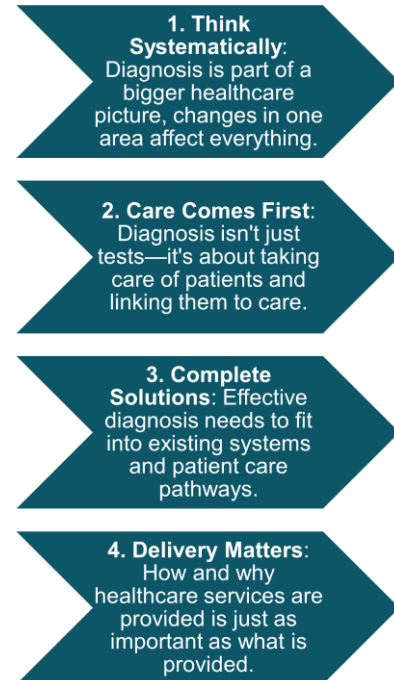 1. Think
Systematically:
Diagnosis is part of a
bigger healthcare
picture, changes in one
area affect everything.
2. Care Comes First:
Diagnosis isn't just
tests—it's about taking
care of patients and
linking them to care.
3. Complete
Solutions: Effective
diagnosis needs to fit
into existing systems
and patient care
pathways.
4. Delivery Matters:
How and why
healthcare services are
provided is just as
important as what is
provided.